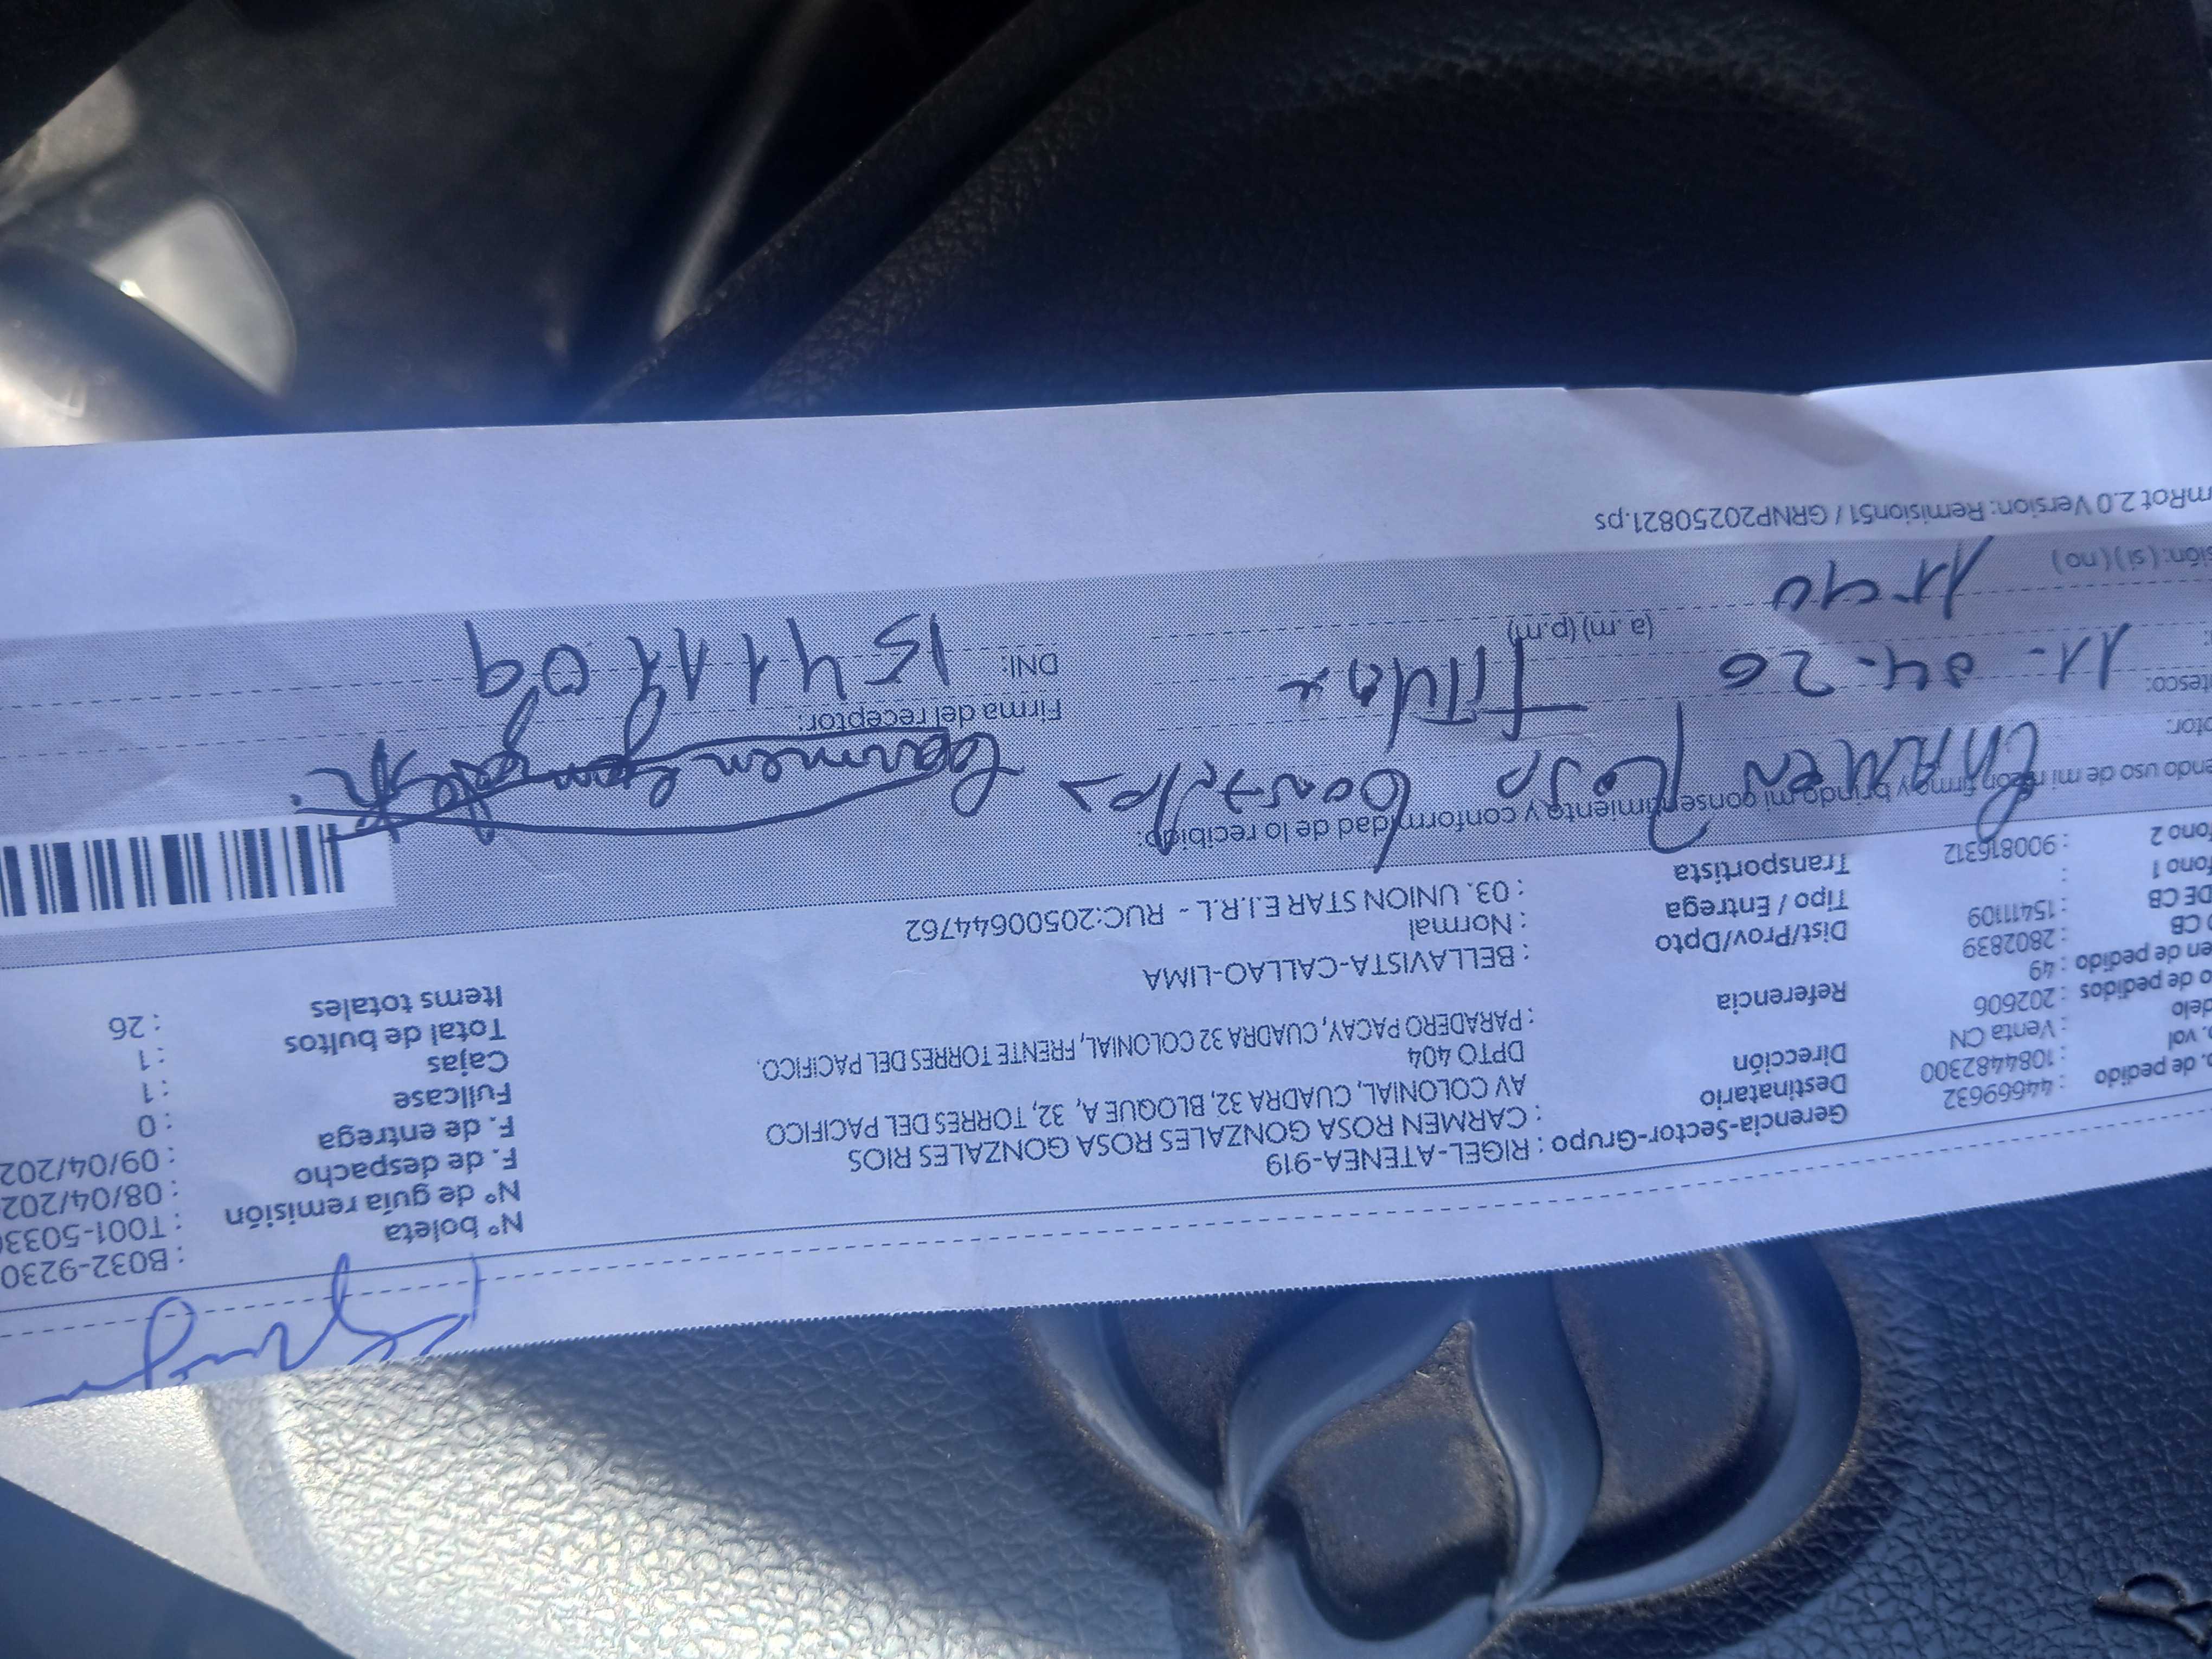 o. de pedido : 44669632
o. vol : 1084482300
delo : Venta CN
o de pedidos : 202606
en de pedido : 49
CB : 2802839
DE CB : 15411109
fono 1 :
fono 2 : 900816312
Gerencia-Sector-Grupo : RIGEL-ATENEA-919
Destinatario : CARMEN ROSA GONZALES ROSA GONZALES RIOS
Dirección AV COLONIAL, CUADRA 32, BLOQUE A, 32, TORRES DEL PACIFICO
DPTO 404
Referencia : PARADERO PACAY, CUADRA 32 COLONIAL, FRENTE TORRES DEL PACIFICO.
Dist/Prov/Dpto : BELLAVISTA-CALLAO-LIMA
Tipo / Entrega : Normal
Transportista : 03. UNION STAR E.I.R.L - RUC:20500644762
N° boleta : B032-9230
N° de guía remisión : T001-5033
F. de despacho : 08/04/202
F. de entrega : 09/04/202
Fullcase : 0
Cajas : 1
Total de bultos : 1
Items totales : 26
endo uso de mi razón firmo y brindo mi consentimiento y conformidad de lo recibido:
otor: CARMEN Rosa Gonzales
Firma del receptor:
ntesco: Titular
DNI: 15411109
11-04-26 (a. m) (p.m)
11:40
sión: ( si ) ( no )
mRot 2.0 Version: Remision51 / GRNP20250821.ps